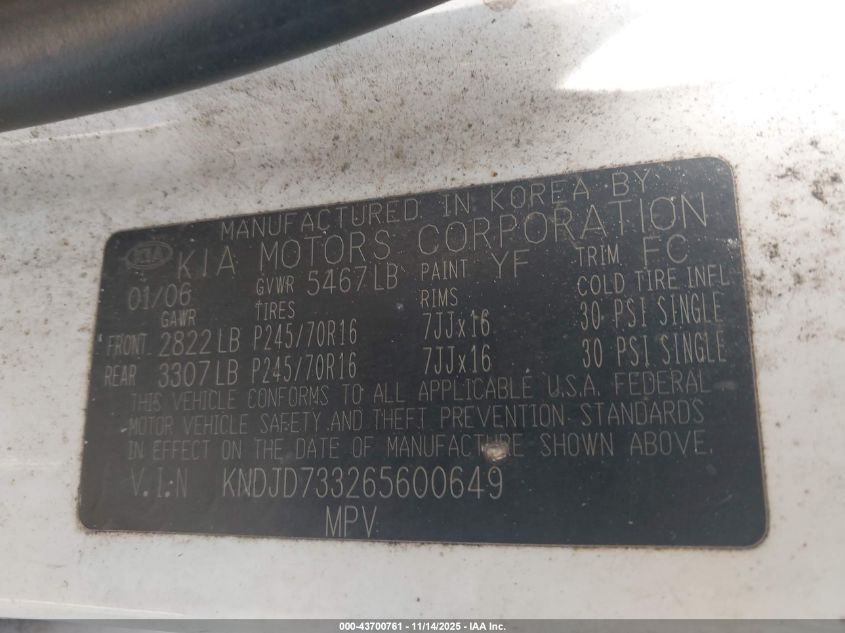 MANUFACTURED IN KOREA BY
KIA KIA MOTORS CORPORATION
01/06 GVWR 5467LB PAINT YF TRIM FC
GAWR TIRES RIMS COLD TIRE INFL
FRONT 2822LB P245/70R16 7JJx16 30 PSI SINGLE
REAR 3307LB P245/70R16 7JJx16 30 PSI SINGLE
THIS VEHICLE CONFORMS TO ALL APPLICABLE U.S.A. FEDERAL
MOTOR VEHICLE SAFETY AND THEFT PREVENTION STANDARDS
IN EFFECT ON THE DATE OF MANUFACTURE SHOWN ABOVE.
V.I.N KNDJD733265600649
MPV
000-43700761 - 11/14/2025 - IAA Inc.